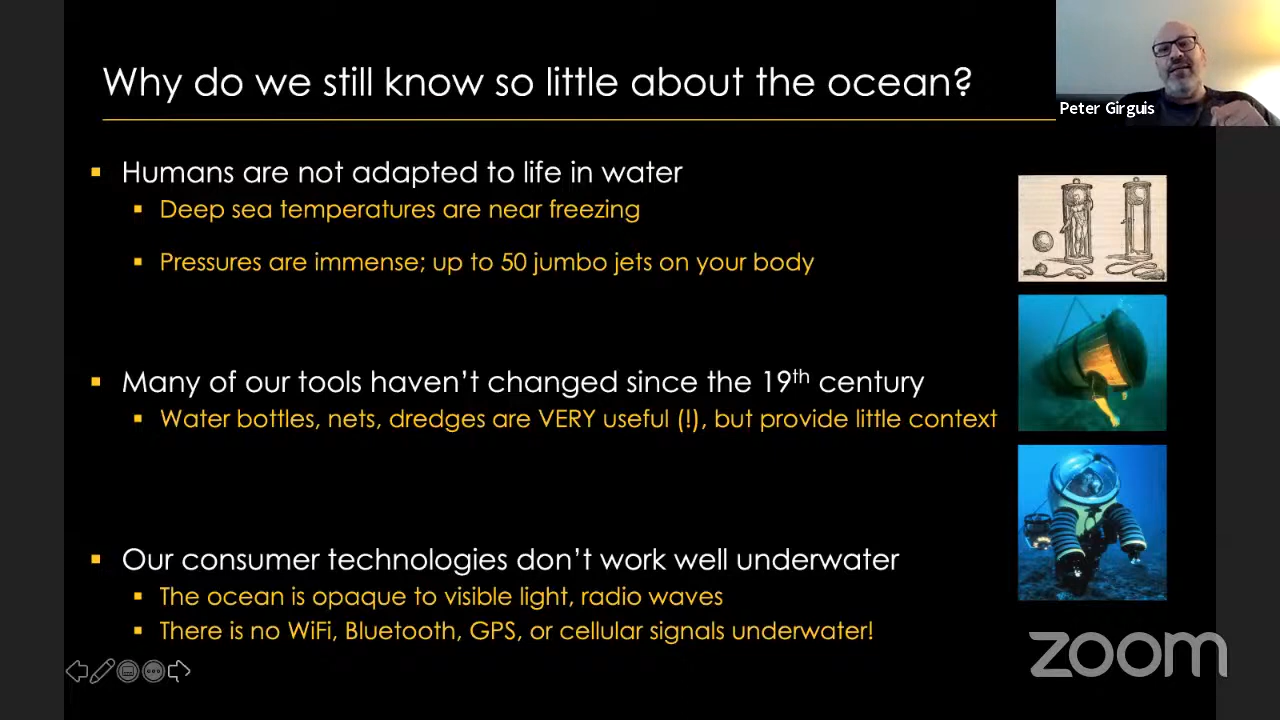 Why do we still know so little about the ocean?
Peter Girguis
Humans are not adapted to life in water
Deep sea temperatures are near freezing
Pressures are immense; up to 50 jumbo jets on your body
Many of our tools haven't changed since the 19th century
Water bottles, nets, dredges are VERY useful (!), but provide little context
Our consumer technologies don't work well underwater
The ocean is opaque to visible light, radio waves
There is no WiFi, Bluetooth, GPS, or cellular signals underwater!
zoom